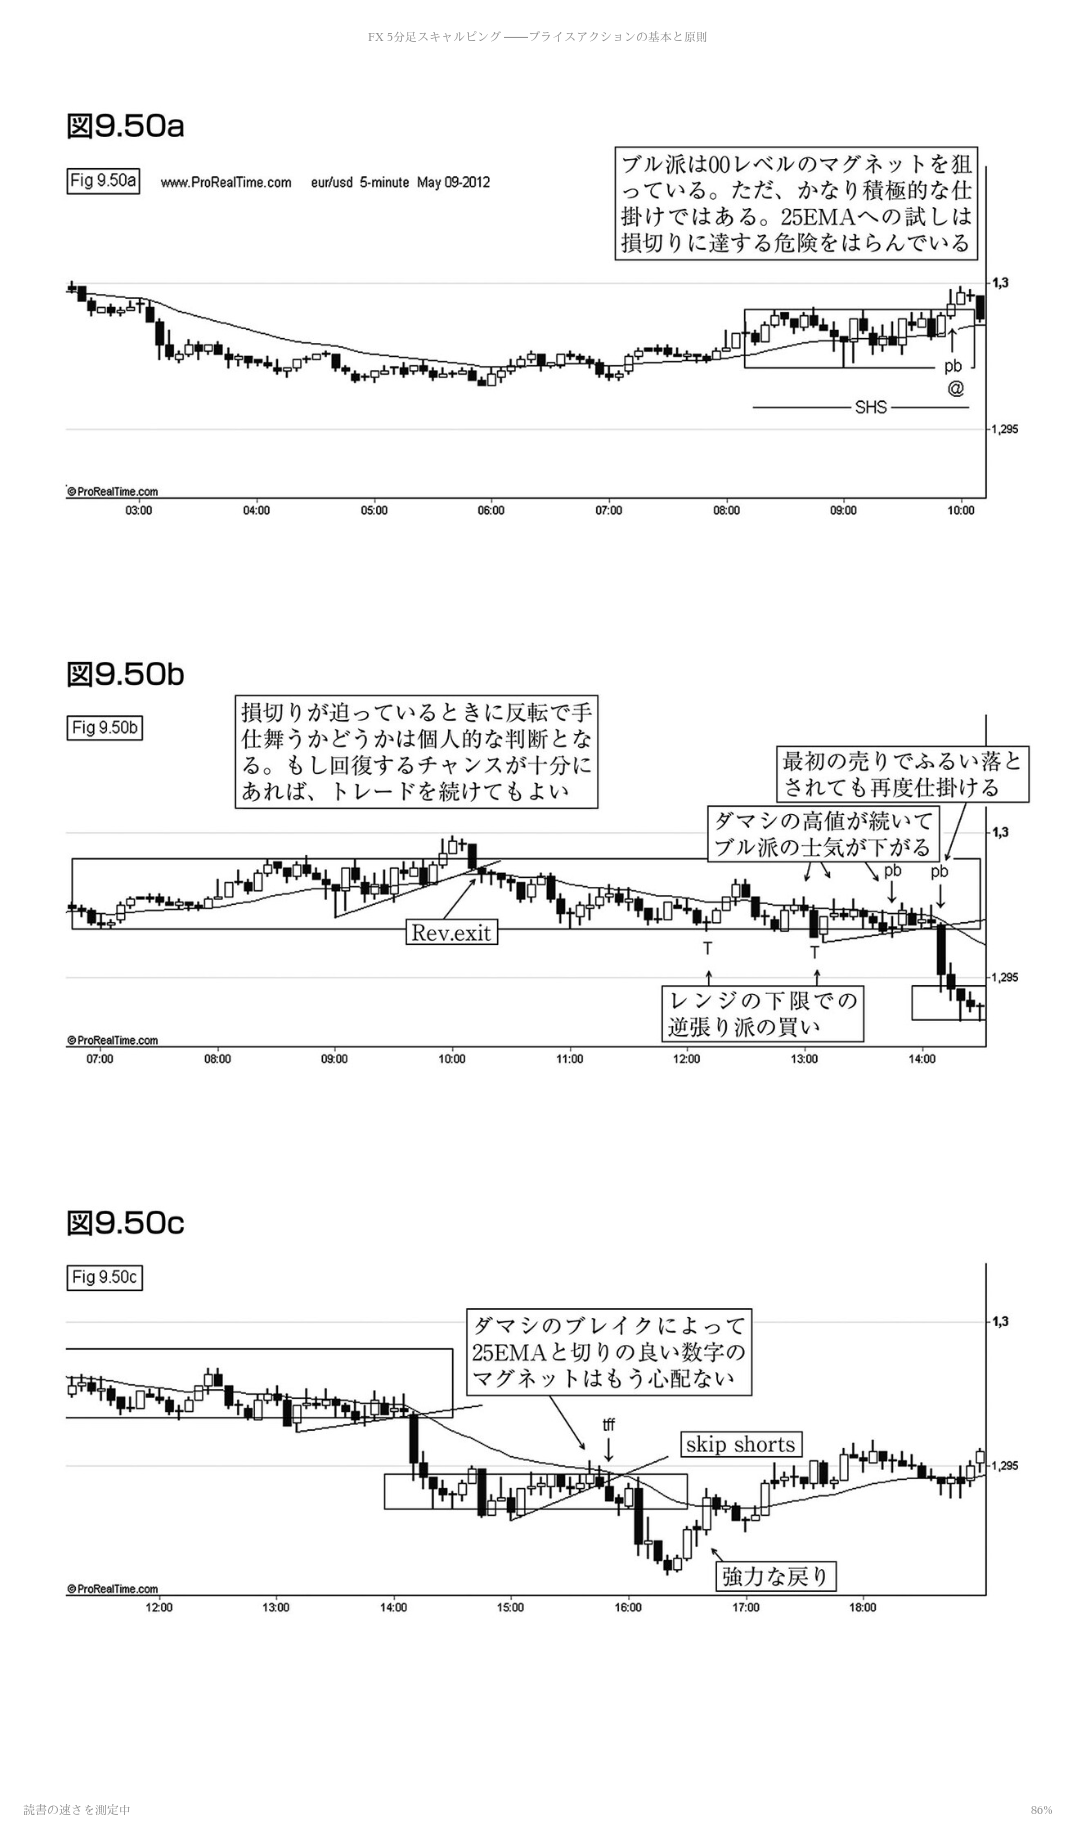 FX 5分足スキャルピング ――プライスアクションの基本と原則
図9.50a
Fig 9.50a
www.ProRealTime.com eur/usd 5-minute May 09-2012
ブル派は00レベルのマグネットを狙
っている。ただ、かなり積極的な仕
掛けではある。25EMAへの試しは
損切りに達する危険をはらんでいる
1,3
pb
@
SHS
1,295
©ProRealTime.com
03:00 04:00 05:00 06:00 07:00 08:00 09:00 10:00
図9.50b
Fig 9.50b
損切りが迫っているときに反転で手
仕舞うかどうかは個人的な判断とな
る。もし回復するチャンスが十分に
あれば、トレードを続けてもよい
最初の売りでふるい落と
されても再度仕掛ける
ダマシの高値が続いて
ブル派の士気が下がる
1,3
pb pb
Rev.exit
T T
1,295
レンジの下限での
逆張り派の買い
©ProRealTime.com
07:00 08:00 09:00 10:00 11:00 12:00 13:00 14:00
図9.50c
Fig 9.50c
ダマシのブレイクによって
25EMAと切りの良い数字の
マグネットはもう心配ない
1,3
tff
skip shorts
1,295
強力な戻り
©ProRealTime.com
12:00 13:00 14:00 15:00 16:00 17:00 18:00
読書の速さを測定中
86%